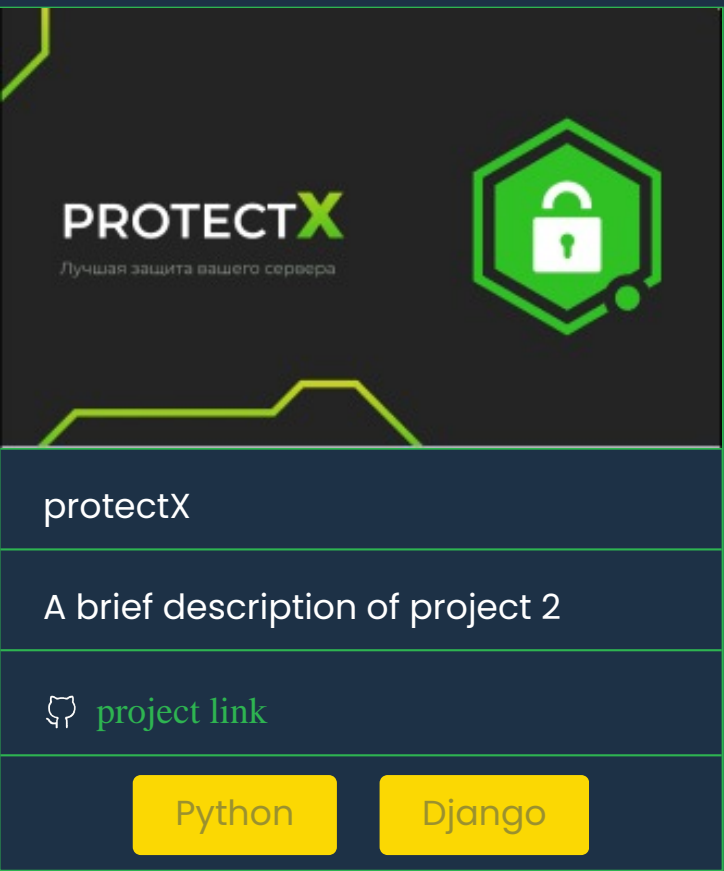 PROTECTX
Лучшая защита вашего сервера
protectX
A brief description of project 2
project link
Python
Django